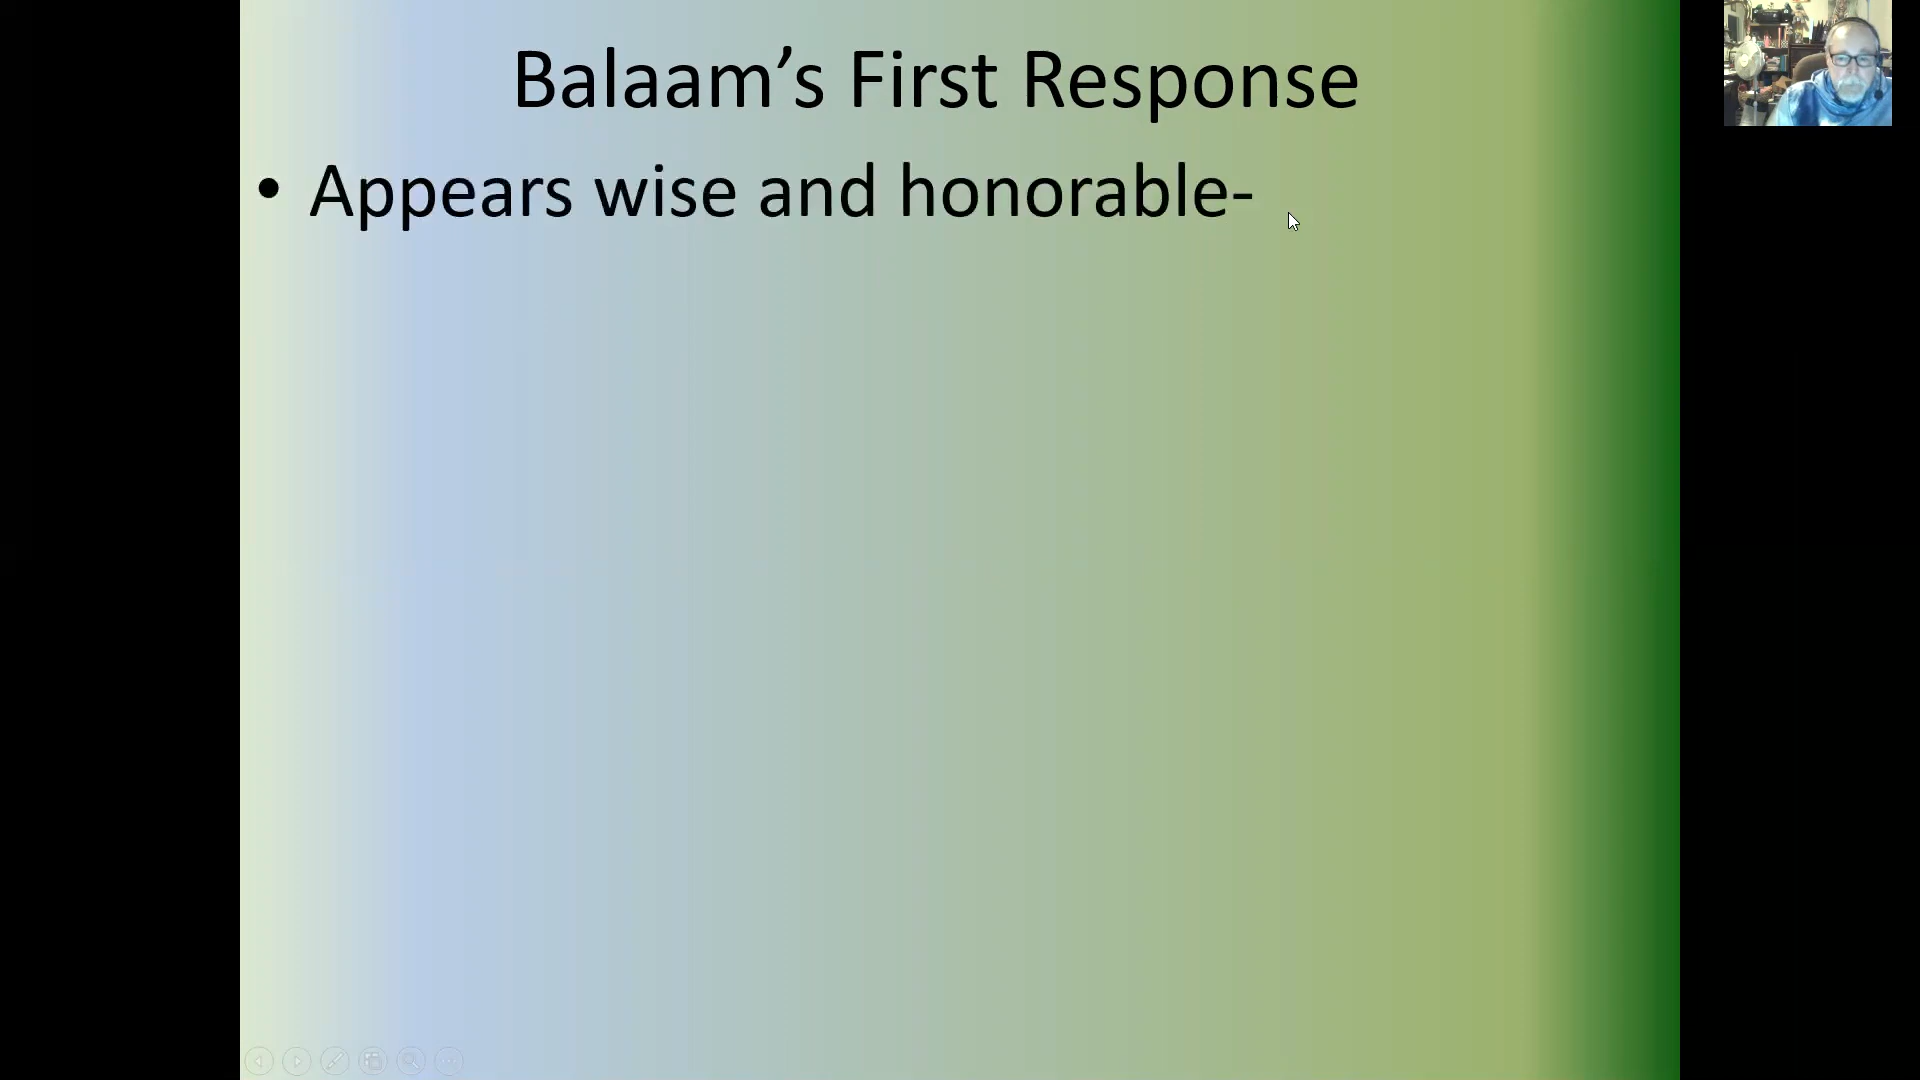 Balaam’s First Response
• Appears wise and honorable-